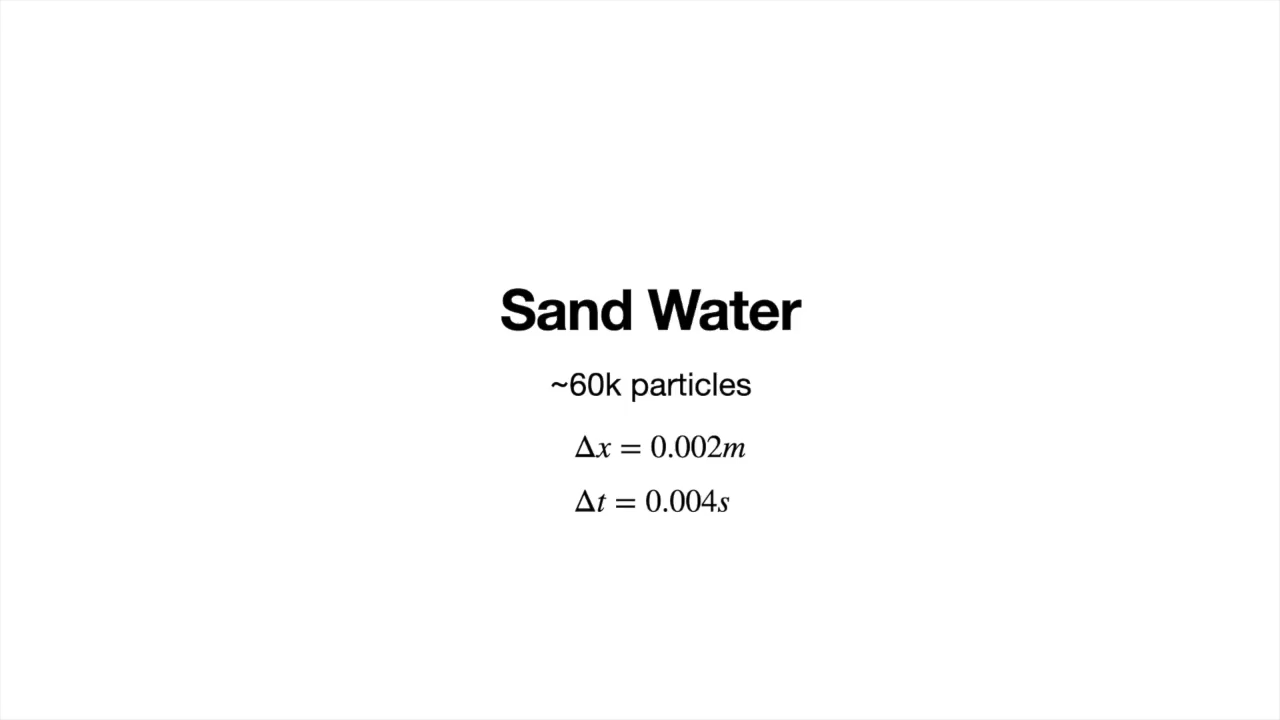 Sand Water
~60k particles
Δx = 0.002m
Δt = 0.004s